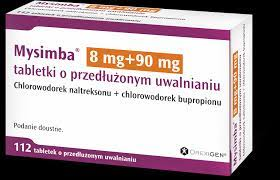 Mysimba® 8 mg+90 mg
tabletki o przedłużonym uwalnianiu
Chlorowodorek naltreksonu + chlorowodorek bupropionu
Podanie doustne.
112 tabletek o przedłużonym uwalnianiu
OREXIGEN®